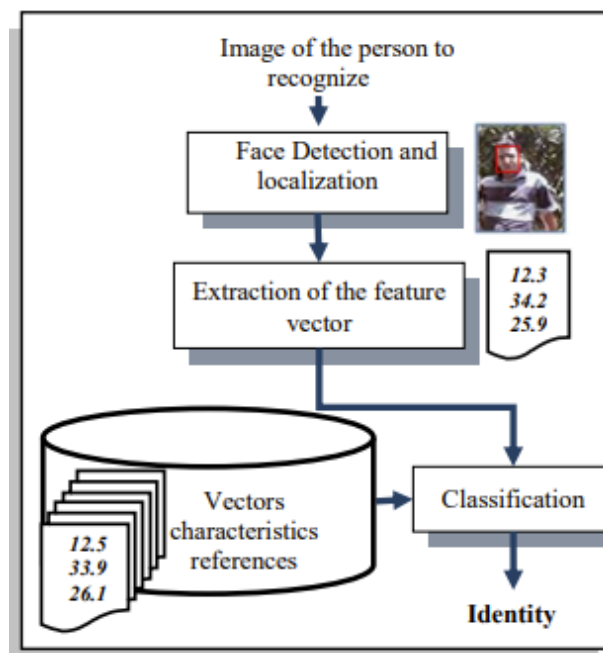 Image of the person to
recognize
Face Detection and
localization
Extraction of the feature
vector
12.3
34.2
25.9
Vectors
characteristics
references
12.5
33.9
26.1
Classification
Identity